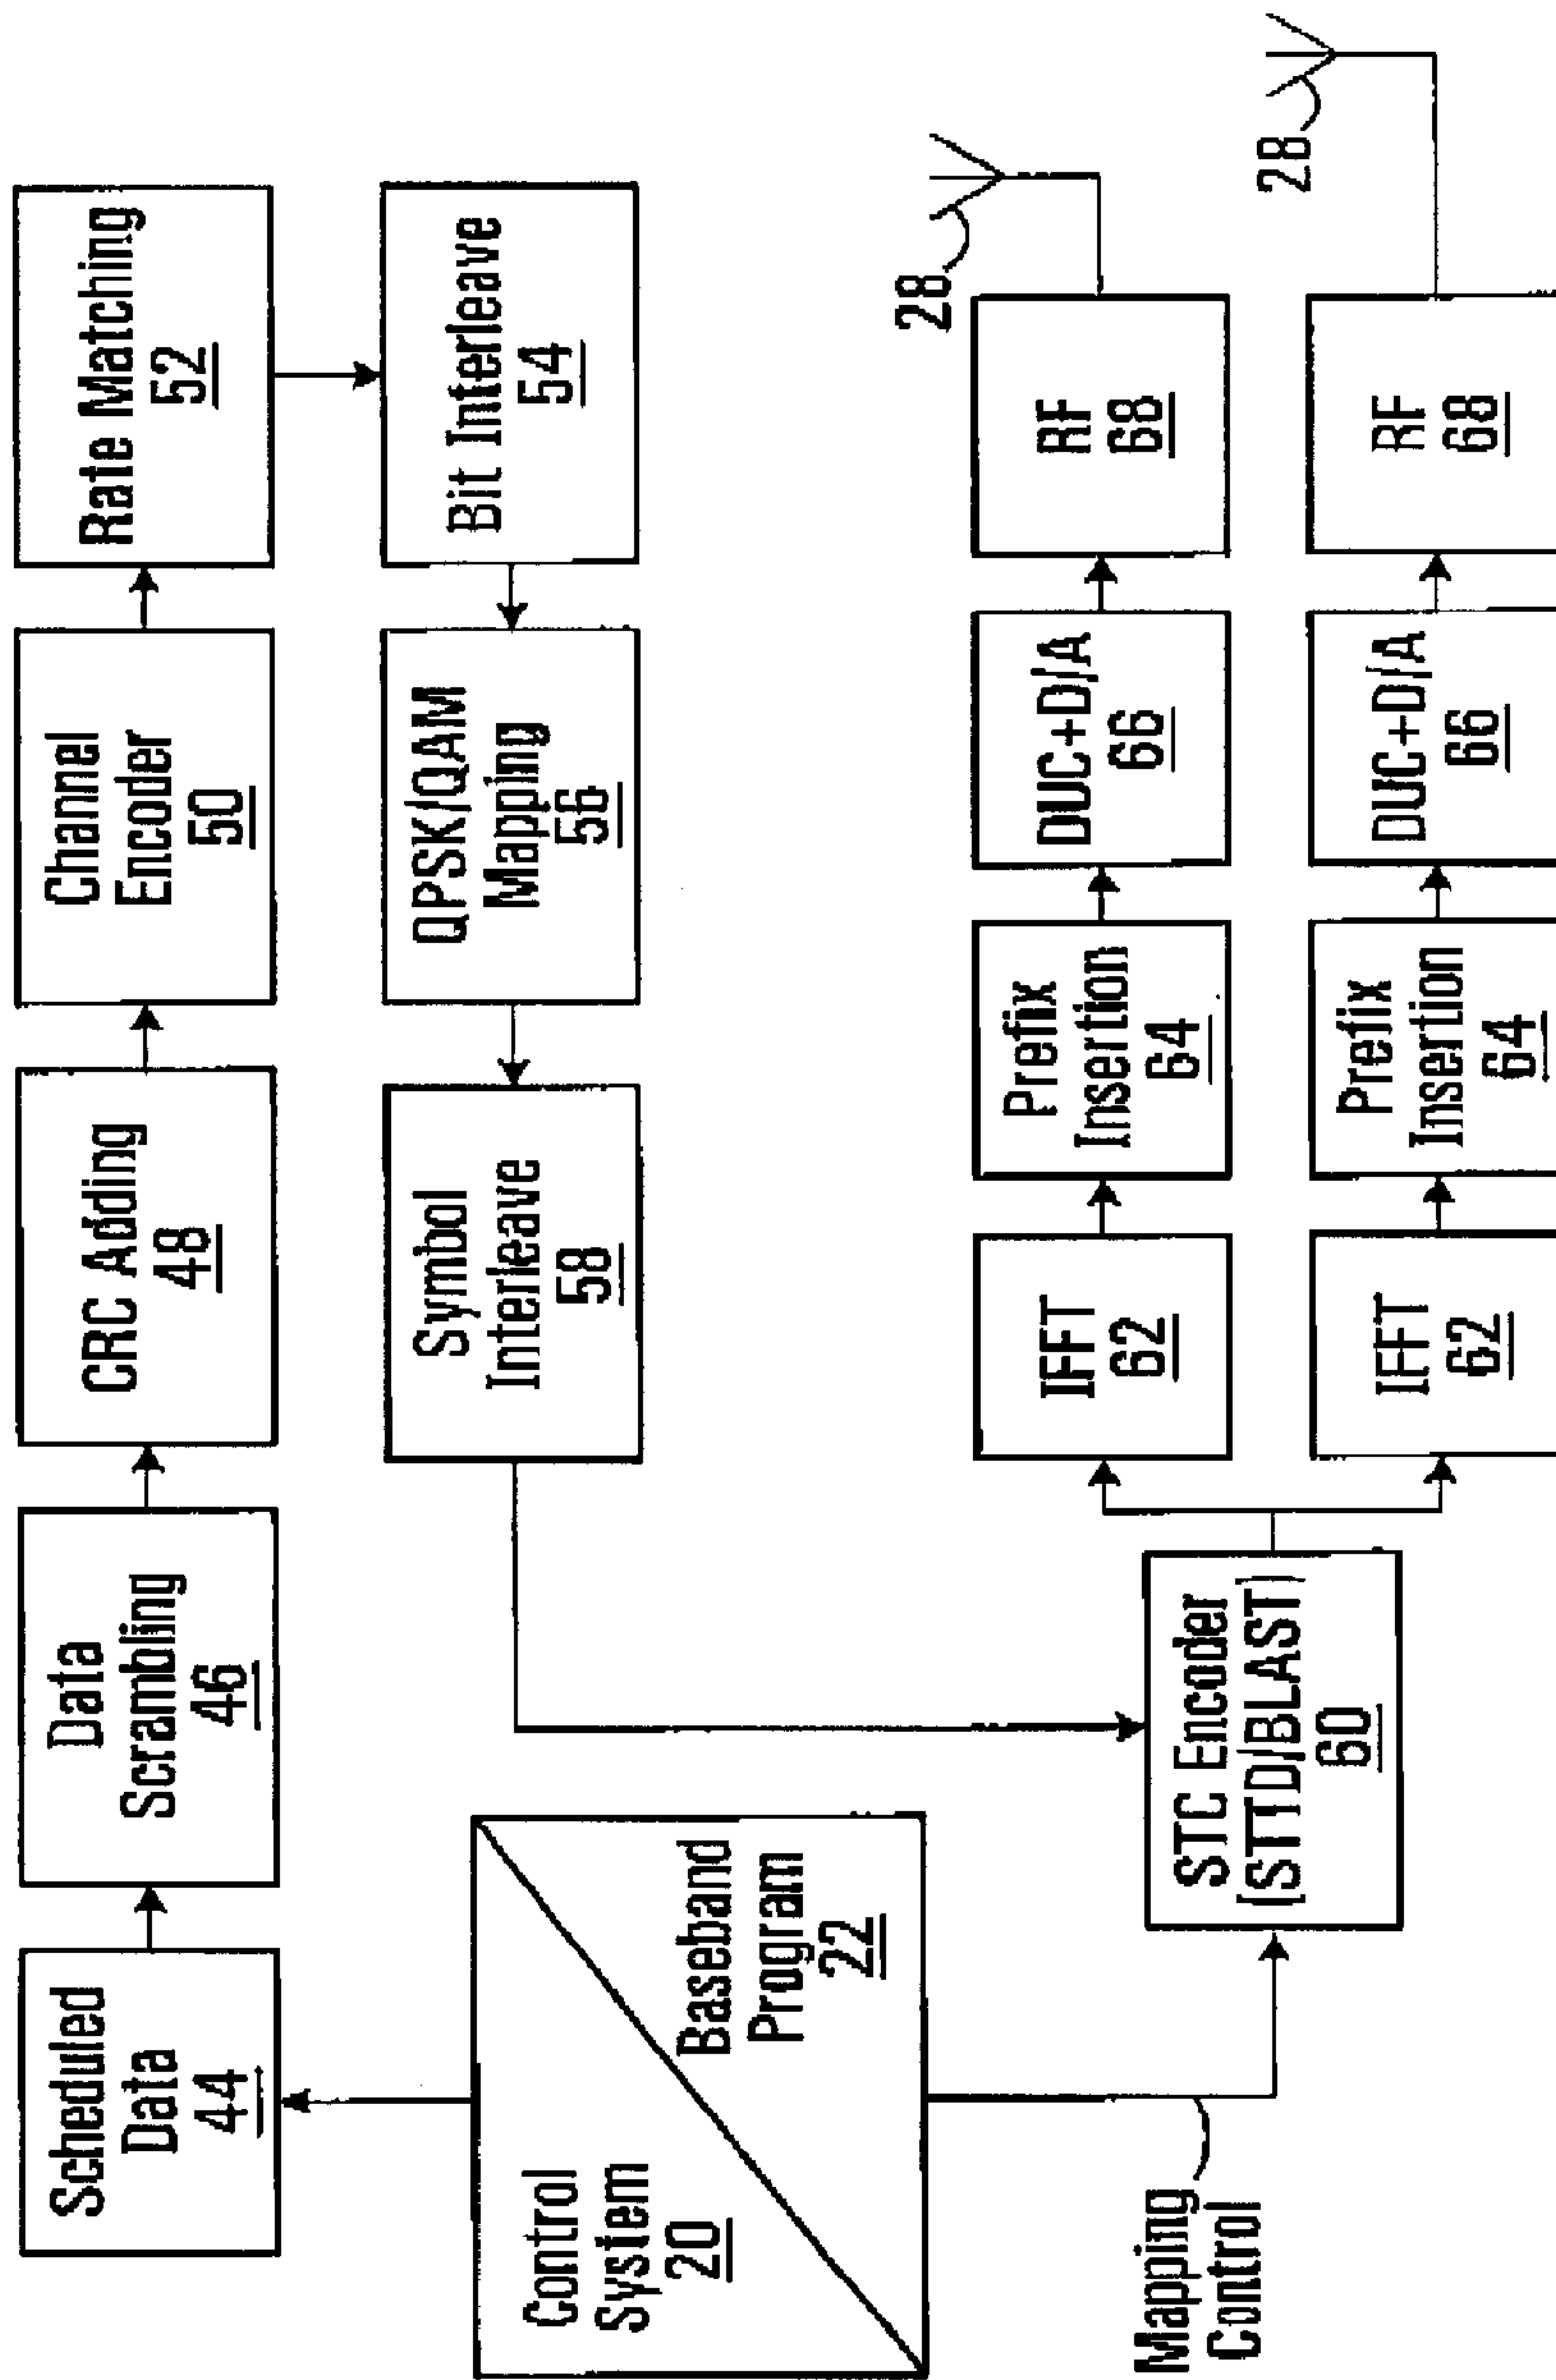 Scheduled
Data
44
Data
Scrambling
46
CRC Adding
48
Channel
Encoder
50
Rate Matching
52
Control
System
20
Baseband
Program
22
Symbol
Interleave
58
QPSK/QAM
Mapping
56
Bit Interleave
54
Mapping
Control
STC Encoder
(STTD/BLAST)
60
IFFT
62
Prefix
Insertion
64
DUC+D/A
66
RF
68
28
IFFT
62
Prefix
Insertion
64
DUC+D/A
66
RF
68
28